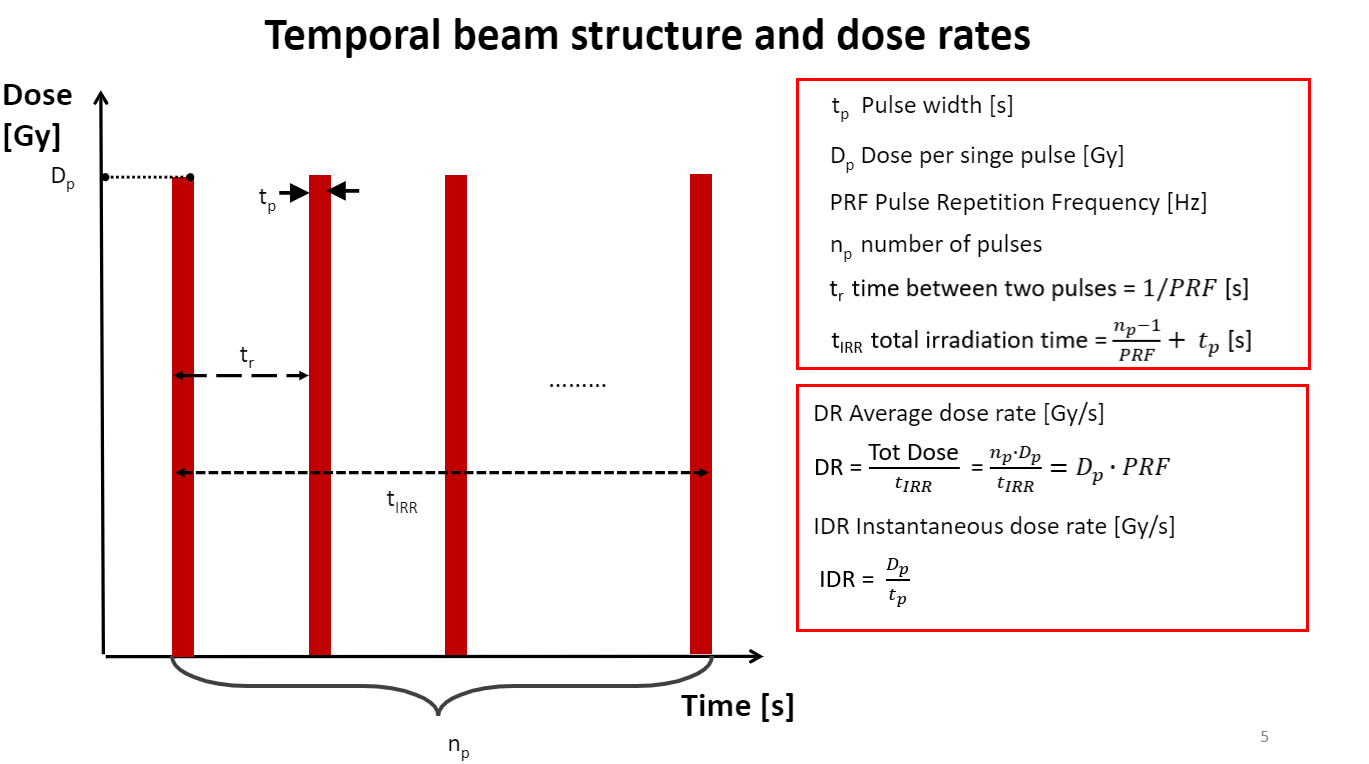 Temporal beam structure and dose rates
Dose
[Gy]
Dp
tp
tr
.........
tIRR
Time [s]
np
tp Pulse width [s]
Dp Dose per singe pulse [Gy]
PRF Pulse Repetition Frequency [Hz]
np number of pulses
tr time between two pulses = 1/PRF [s]
tIRR total irradiation time = (np−1)/PRF + tp [s]
DR Average dose rate [Gy/s]
DR = Tot Dose/tIRR = np·Dp/tIRR = Dp · PRF
IDR Instantaneous dose rate [Gy/s]
IDR = Dp/tp
5